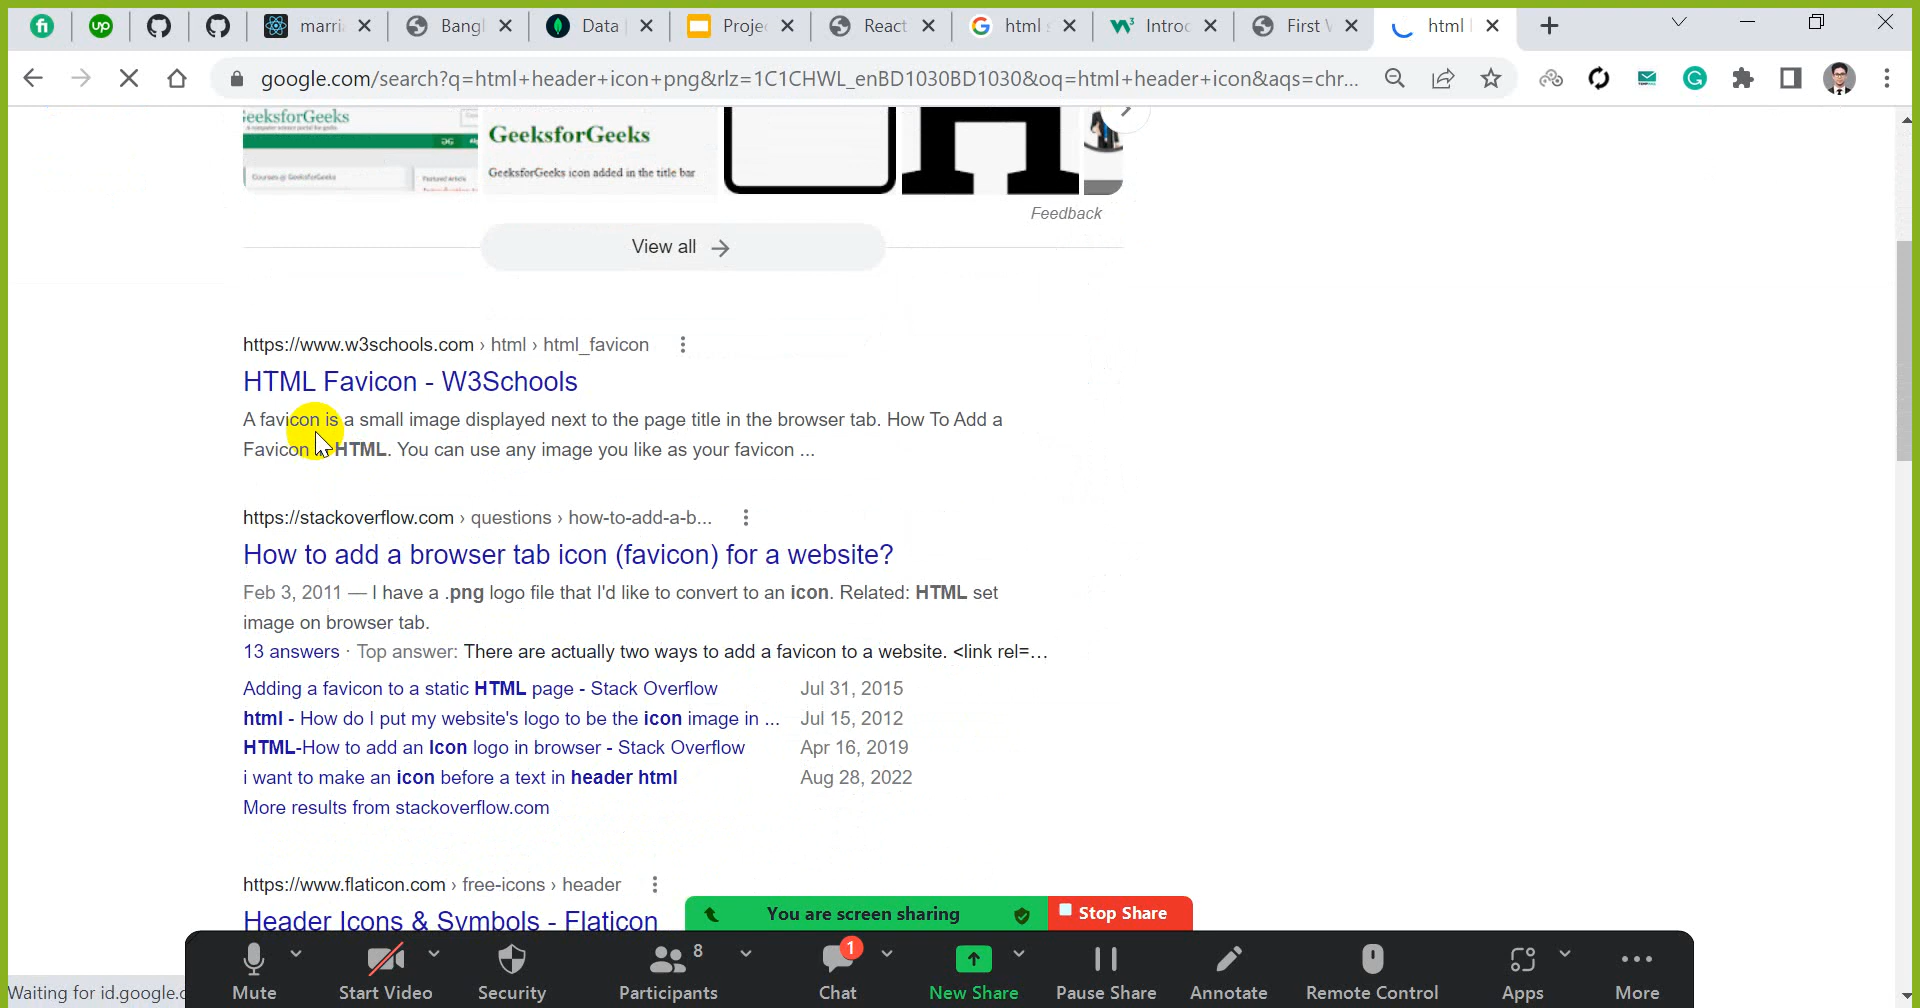 fi
up
marri
Bangl
Data
Projec
React
html s
Introc
First V
html l
google.com/search?q=html+header+icon+png&rlz=1C1CHWL_enBD1030BD1030&oq=html+header+icon&aqs=chr...
GeeksforGeeks
GeeksforGeeks
GeeksforGeeks icon added in the title bar
Courses @ GeeksforGeeks
Feedback
View all
https://www.w3schools.com › html › html_favicon
HTML Favicon - W3Schools
A favicon is a small image displayed next to the page title in the browser tab. How To Add a
Favicon HTML. You can use any image you like as your favicon ...
https://stackoverflow.com › questions › how-to-add-a-b...
How to add a browser tab icon (favicon) for a website?
Feb 3, 2011 — I have a .png logo file that I'd like to convert to an icon. Related: HTML set
image on browser tab.
13 answers · Top answer: There are actually two ways to add a favicon to a website. <link rel=...
Adding a favicon to a static HTML page - Stack Overflow Jul 31, 2015
html - How do I put my website's logo to be the icon image in ... Jul 15, 2012
HTML-How to add an Icon logo in browser - Stack Overflow Apr 16, 2019
i want to make an icon before a text in header html Aug 28, 2022
More results from stackoverflow.com
https://www.flaticon.com › free-icons › header
Header Icons & Symbols - Flaticon
You are screen sharing Stop Share
8
1
Waiting for id.google.c
Mute Start Video Security Participants Chat New Share Pause Share Annotate Remote Control Apps More